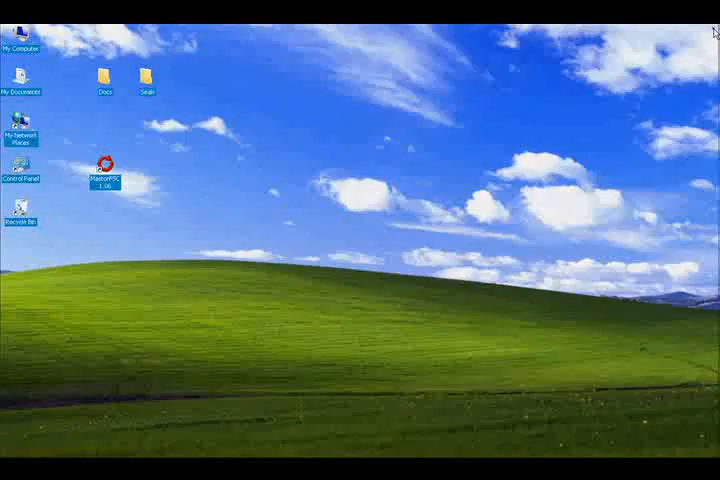 My Computer
Docs
Seals
My Documents
My Network
Places
MasterPSC
1.06
Control Panel
Recycle Bin